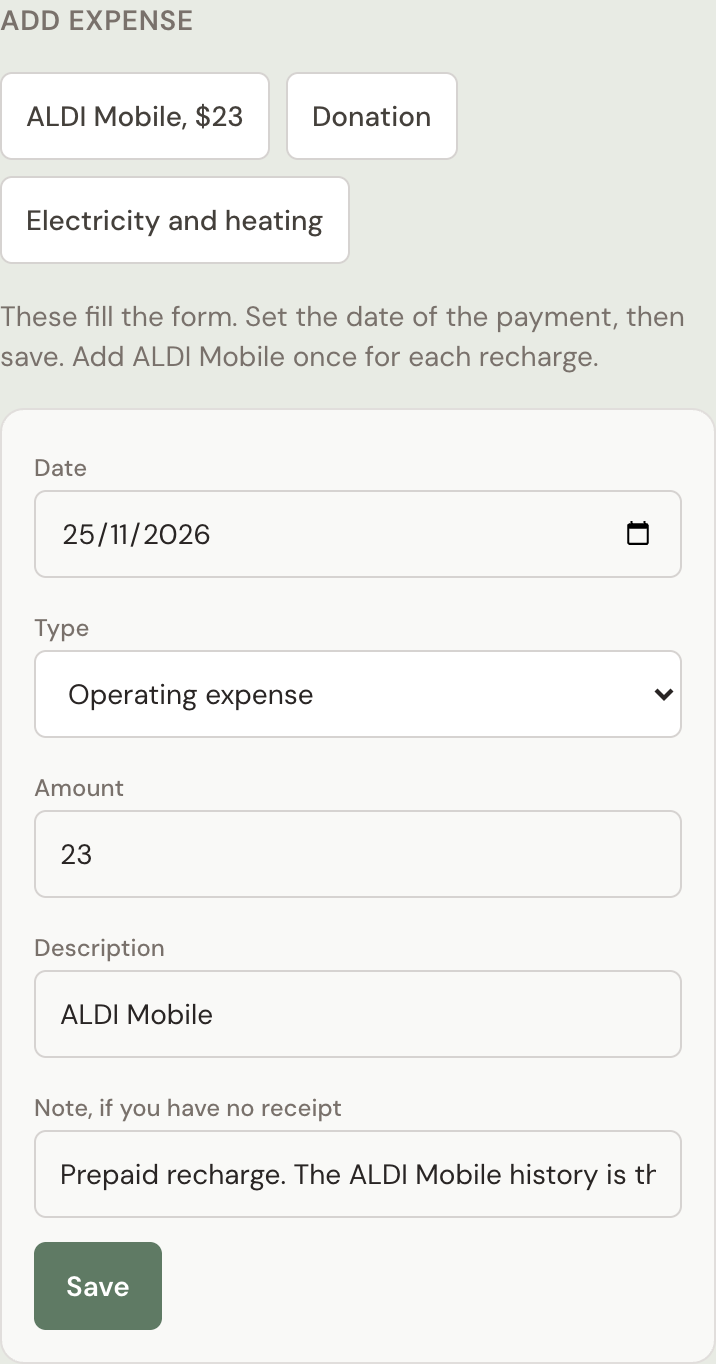 ADD EXPENSE
ALDI Mobile, $23
Donation
Electricity and heating
These fill the form. Set the date of the payment, then
save. Add ALDI Mobile once for each recharge.
Date
25/11/2026
Type
Operating expense
Amount
23
Description
ALDI Mobile
Note, if you have no receipt
Prepaid recharge. The ALDI Mobile history is
Save